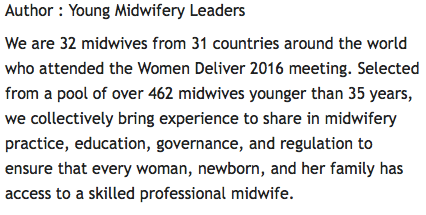 Author : Young Midwifery Leaders
We are 32 midwives from 31 countries around the world
who attended the Women Deliver 2016 meeting. Selected
from a pool of over 462 midwives younger than 35 years,
we collectively bring experience to share in midwifery
practice, education, governance, and regulation to
ensure that every woman, newborn, and her family has
access to a skilled professional midwife.